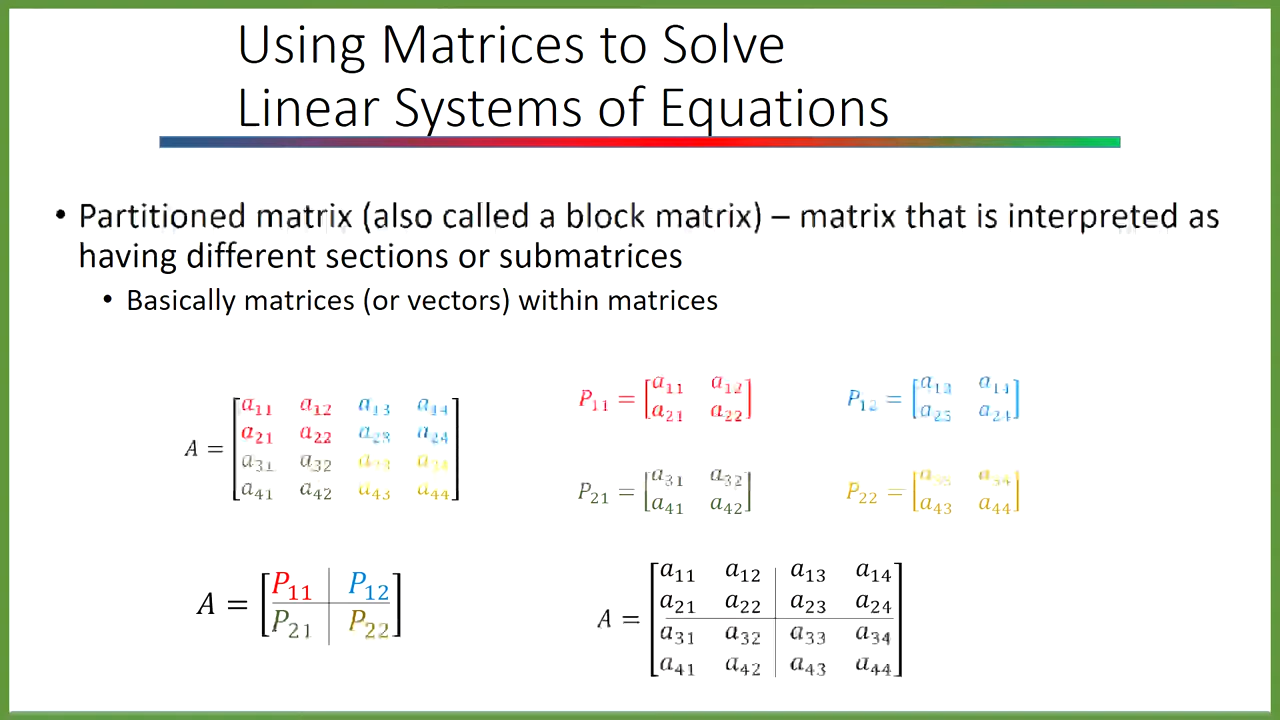 Using Matrices to Solve
Linear Systems of Equations
• Partitioned matrix (also called a block matrix) – matrix that is interpreted as
having different sections or submatrices
• Basically matrices (or vectors) within matrices
A = [a₁₁ a₁₂ a₁₃ a₁₄
a₂₁ a₂₂ a₂₃ a₂₄
a₃₁ a₃₂
a₄₁ a₄₂ a₄₃ a₄₄]
P₁₁ = [a₁₁ a₁₂
a₂₁ a₂₂]
P₁₂ = [a₁₃ a₁₄
a₂₃ a₂₄]
P₂₁ = [a₃₁ a₃₂
a₄₁ a₄₂]
P₂₂ = [
a₄₃ a₄₄]
A = [P₁₁ | P₁₂
P₂₁ | P₂₂]
A = [a₁₁ a₁₂ | a₁₃ a₁₄
a₂₁ a₂₂ | a₂₃ a₂₄
a₃₁ a₃₂ | a₃₃ a₃₄
a₄₁ a₄₂ | a₄₃ a₄₄]